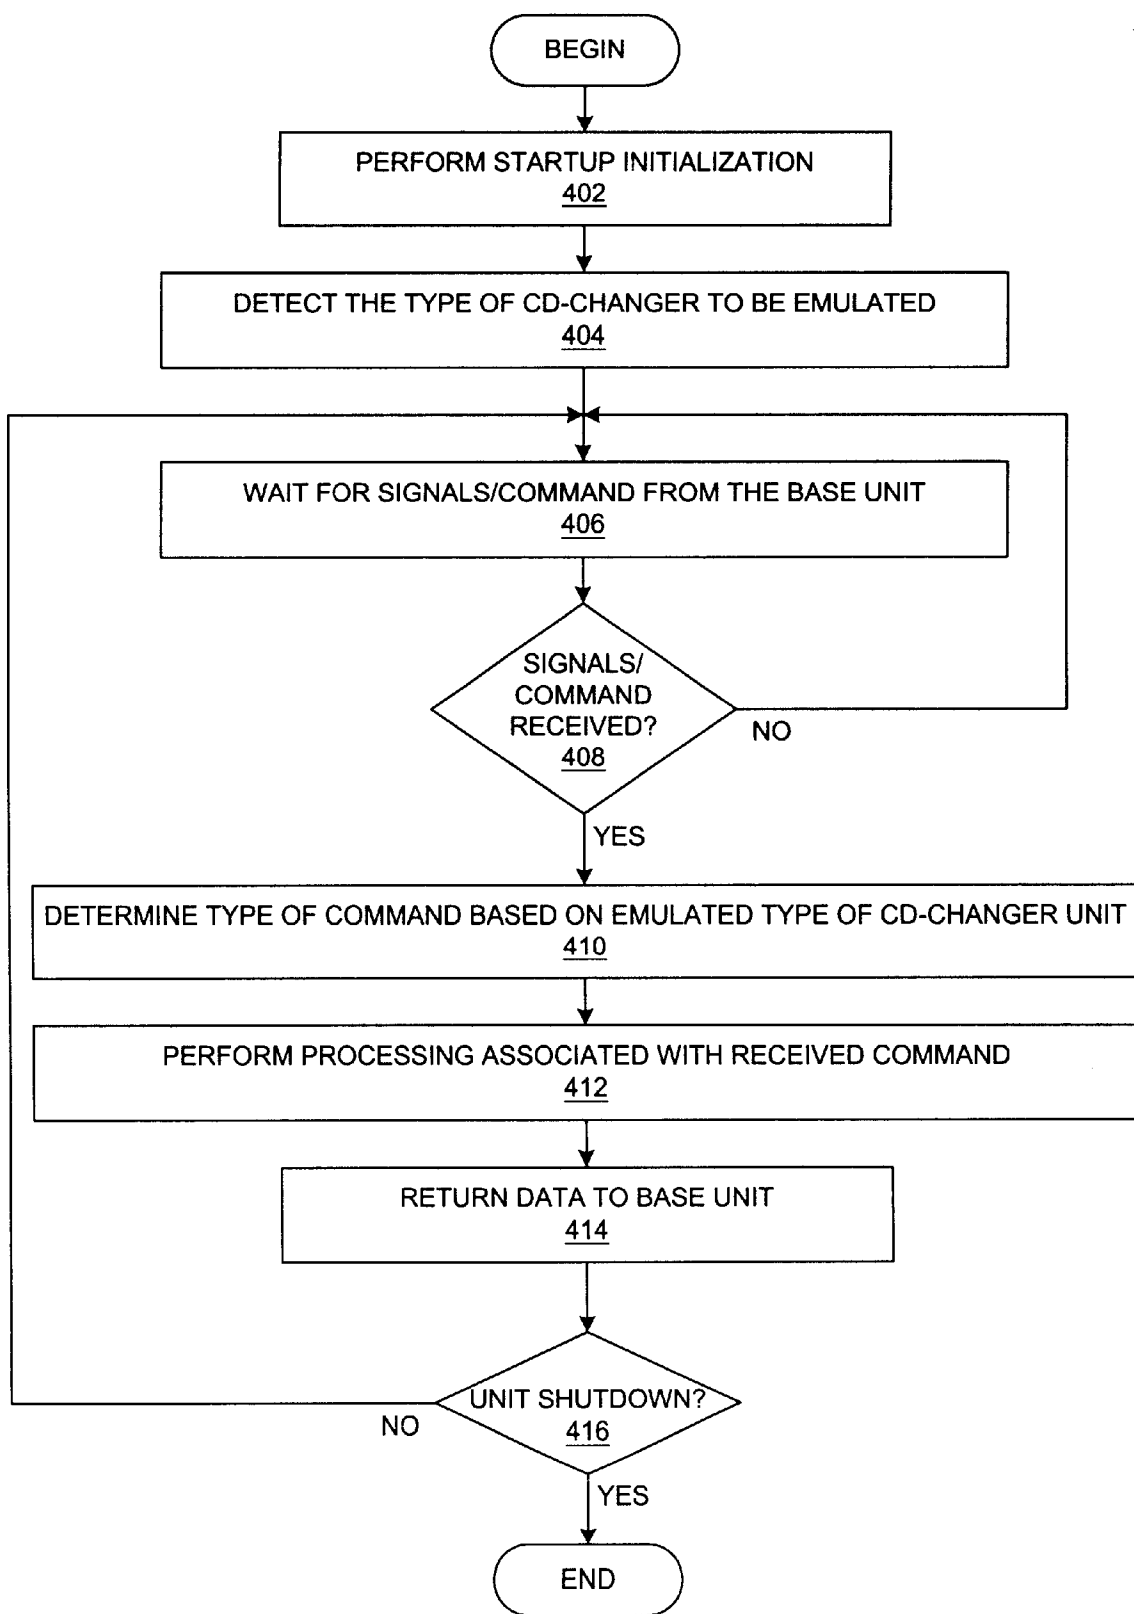 BEGIN
PERFORM STARTUP INITIALIZATION
402
DETECT THE TYPE OF CD-CHANGER TO BE EMULATED
404
WAIT FOR SIGNALS/COMMAND FROM THE BASE UNIT
406
SIGNALS/
COMMAND
RECEIVED?
408
NO
YES
DETERMINE TYPE OF COMMAND BASED ON EMULATED TYPE OF CD-CHANGER UNIT
410
PERFORM PROCESSING ASSOCIATED WITH RECEIVED COMMAND
412
RETURN DATA TO BASE UNIT
414
UNIT SHUTDOWN?
416
NO
YES
END